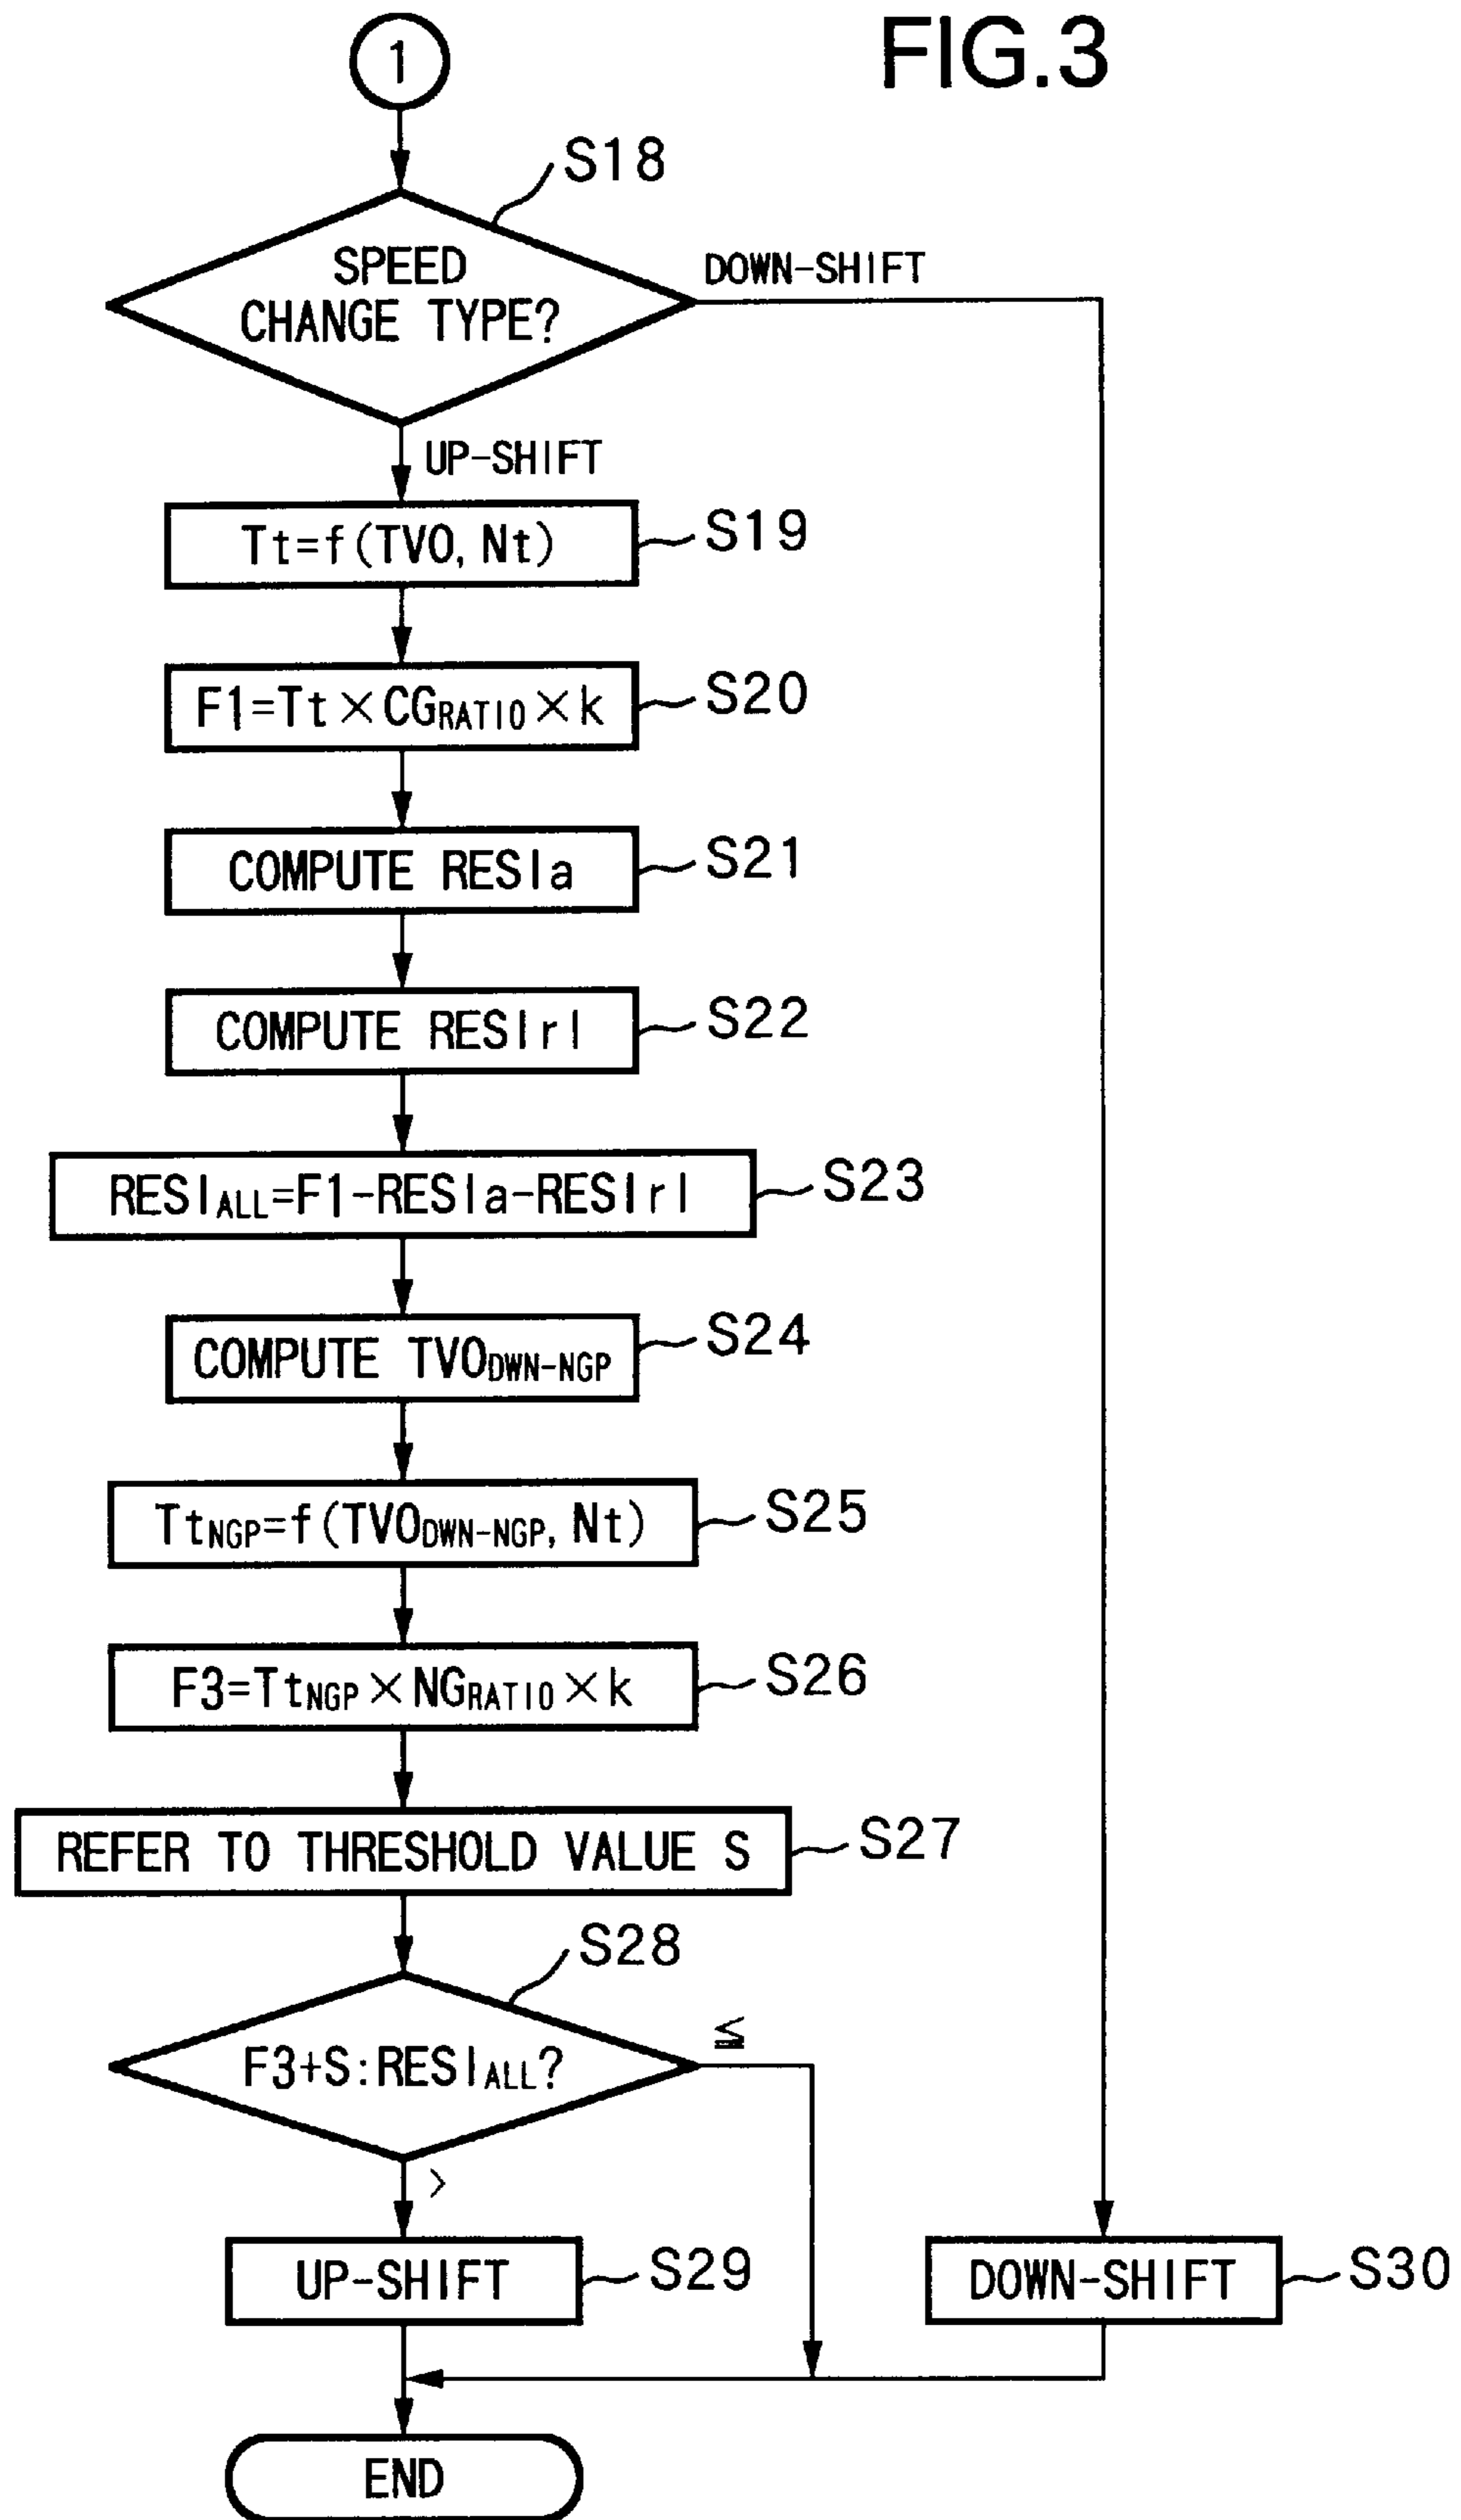 FIG.3
1
S18
SPEED
CHANGE TYPE?
DOWN-SHIFT
UP-SHIFT
Tt=f(TVO, Nt)
S19
F1=Tt×CGRATIO×k
S20
COMPUTE RESIa
S21
COMPUTE RESIrl
S22
RESIALL=F1-RESIa-RESIrl
S23
COMPUTE TVODWN-NGP
S24
TtNGP=f(TVODWN-NGP, Nt)
S25
F3=TtNGP×NGRATIO×k
S26
REFER TO THRESHOLD VALUE S
S27
S28
F3+S:RESIALL?
≦
>
UP-SHIFT
S29
DOWN-SHIFT
S30
END